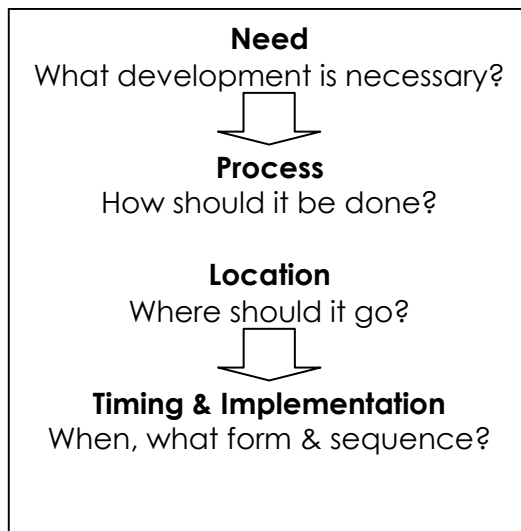 Need
What development is necessary?
Process
How should it be done?
Location
Where should it go?
Timing & Implementation
When, what form & sequence?